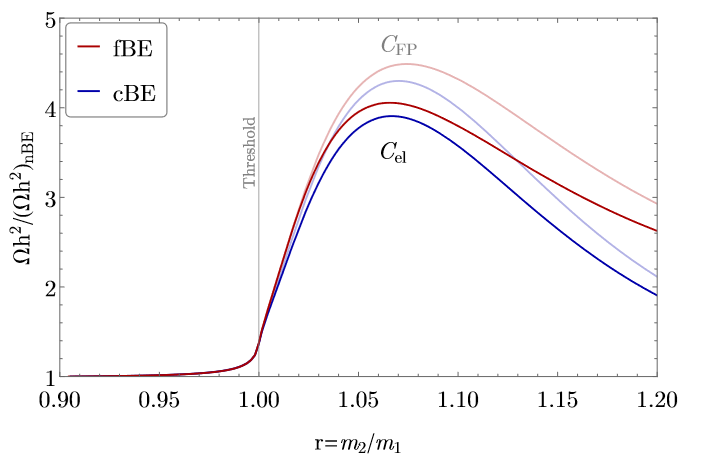 5
4
3
2
1
Ωh²/(Ωh²)nBE
fBE
cBE
Threshold
C_FP
C_el
0.90 0.95 1.00 1.05 1.10 1.15 1.20
r=m₂/m₁